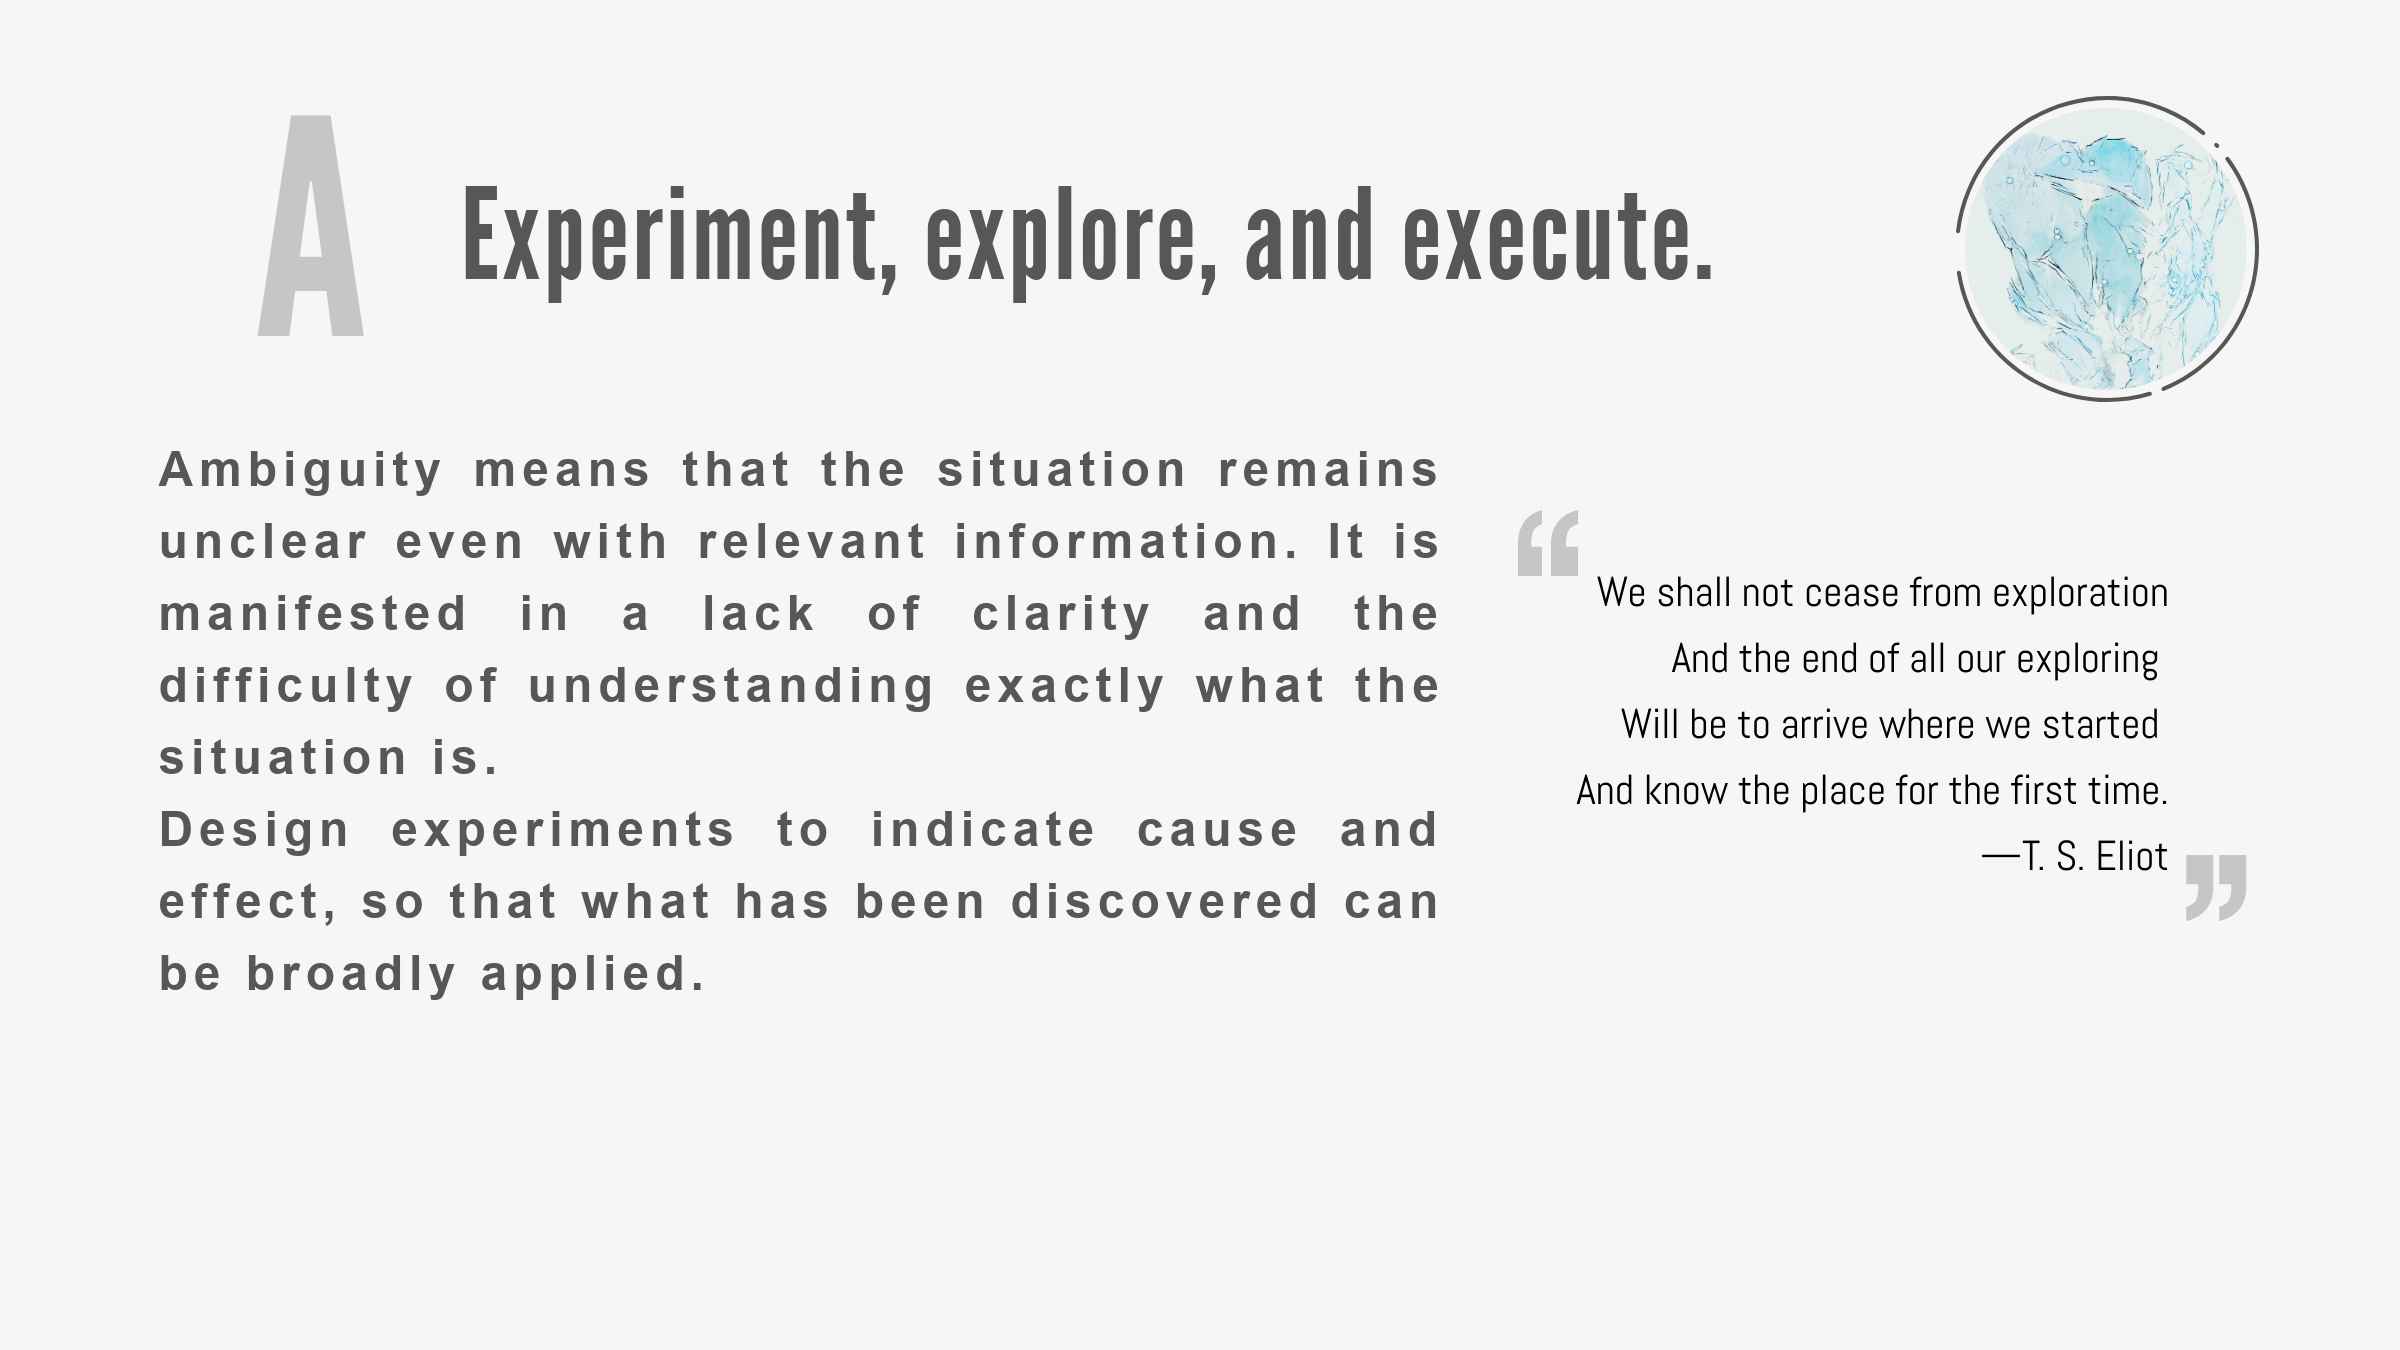 A
Experiment, explore, and execute.
Ambiguity means that the situation remains
unclear even with relevant information. It is
manifested in a lack of clarity and the
difficulty of understanding exactly what the
situation is.
Design experiments to indicate cause and
effect, so that what has been discovered can
be broadly applied.
“We shall not cease from exploration
And the end of all our exploring
Will be to arrive where we started
And know the place for the first time.
—T. S. Eliot”